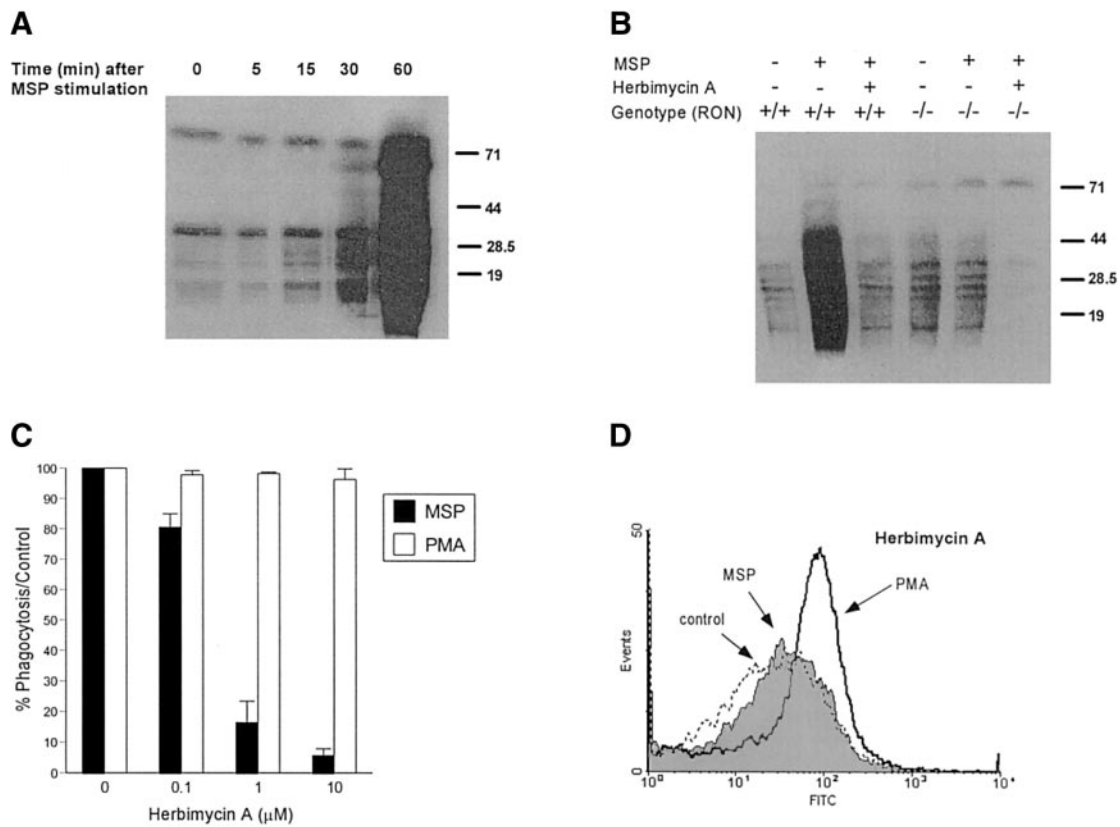 A
Time (min) after
MSP stimulation
0 5 15 30 60
71
44
28.5
19
B
MSP - + + - + +
Herbimycin A - - + - - +
Genotype (RON) +/+ +/+ +/+ -/- -/- -/-
71
44
28.5
19
C
% Phagocytosis/Control
100
90
80
70
60
50
40
30
20
10
0
0 0.1 1 10
Herbimycin A (μM)
MSP
PMA
D
Herbimycin A
50
Events
0
MSP
control
PMA
10⁰ 10¹ 10² 10³ 10⁴
FITC